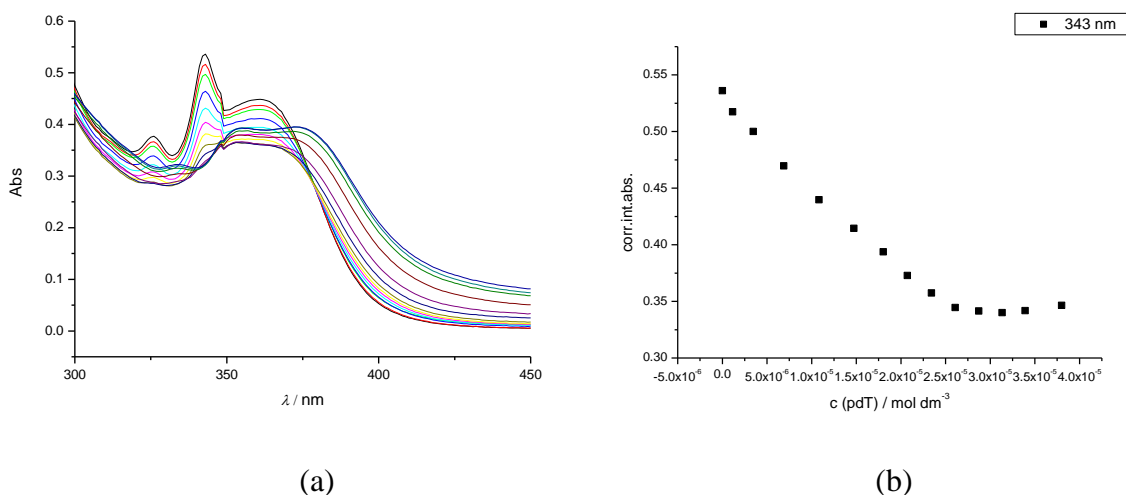 0.6
0.5
0.4
0.3
0.2
0.1
0.0
Abs
300 350 400 450
λ / nm
(a)
343 nm
0.55
0.50
0.45
0.40
0.35
0.30
corr.int.abs.
-5.0x10⁻⁶ 0.0 5.0x10⁻⁶ 1.0x10⁻⁵ 1.5x10⁻⁵ 2.0x10⁻⁵ 2.5x10⁻⁵ 3.0x10⁻⁵ 3.5x10⁻⁵ 4.0x10⁻⁵
c (pdT) / mol dm⁻³
(b)